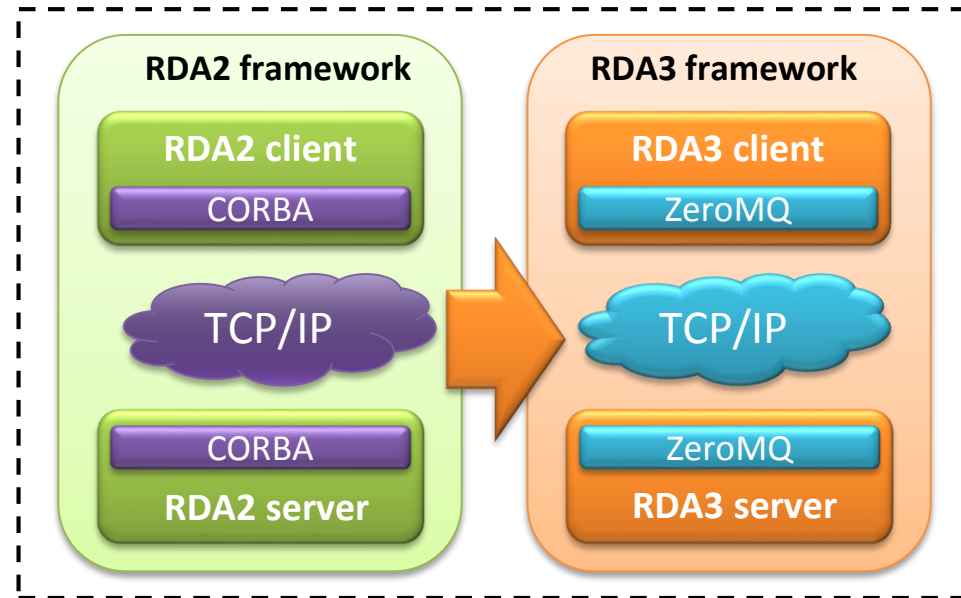 RDA2 framework
RDA2 client
CORBA
TCP/IP
CORBA
RDA2 server
RDA3 framework
RDA3 client
ZeroMQ
TCP/IP
ZeroMQ
RDA3 server